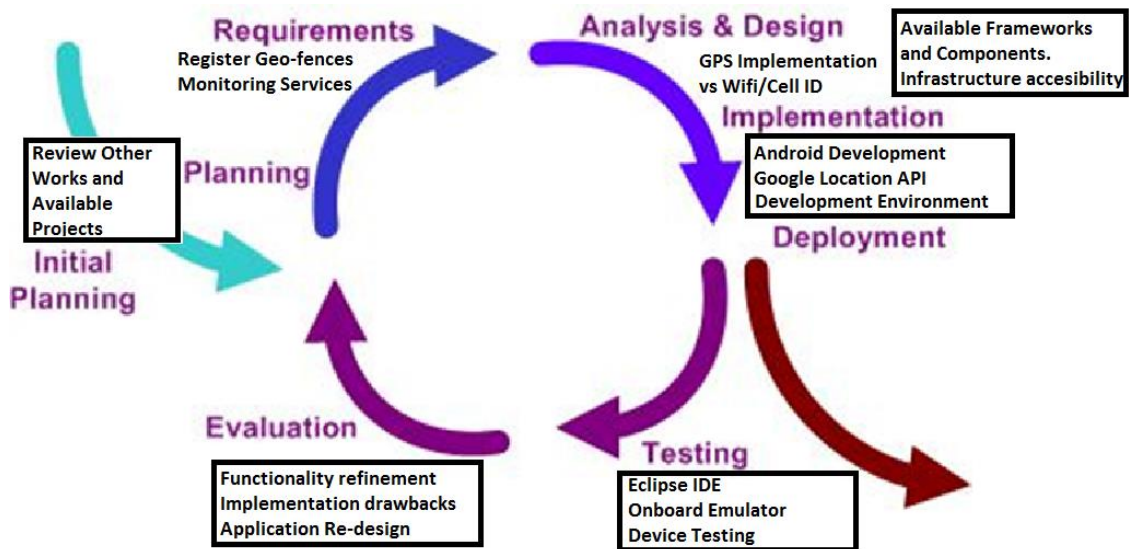 Requirements
Register Geo-fences
Monitoring Services
Analysis & Design
GPS Implementation
vs Wifi/Cell ID
Available Frameworks
and Components.
Infrastructure accesibility
Implementation
Android Development
Google Location API
Development Environment
Deployment
Review Other
Works and
Available
Projects
Planning
Initial
Planning
Evaluation
Functionality refinement
Implementation drawbacks
Application Re-design
Testing
Eclipse IDE
Onboard Emulator
Device Testing